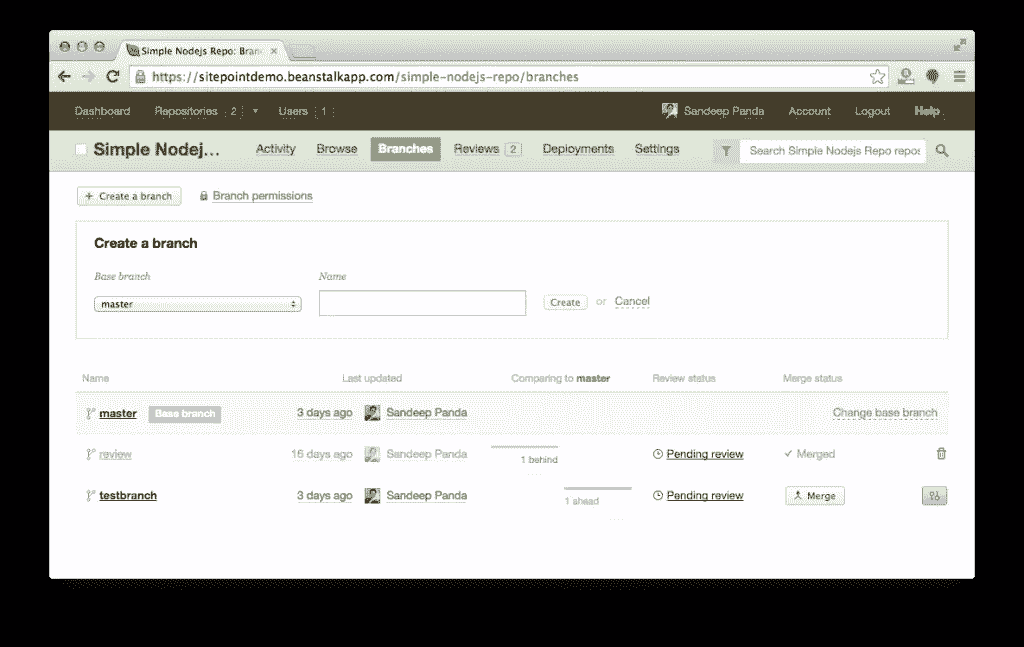 Simple Nodejs Repo: Bran
https://sitepointdemo.beanstalkapp.com/simple-nodejs-repo/branches
Dashboard Repositories 2 Users 1 Sandeep Panda Account Logout Help
Simple Nodej... Activity Browse Branches Reviews 2 Deployments Settings Search Simple Nodejs Repo repos
+ Create a branch Branch permissions
Create a branch
Base branch Name
master Create or Cancel
Name Last updated Comparing to master Review status Merge status
master Base branch 3 days ago Sandeep Panda Change base branch
review 16 days ago Sandeep Panda 1 behind Pending review ✓ Merged
testbranch 3 days ago Sandeep Panda 1 ahead Pending review Merge